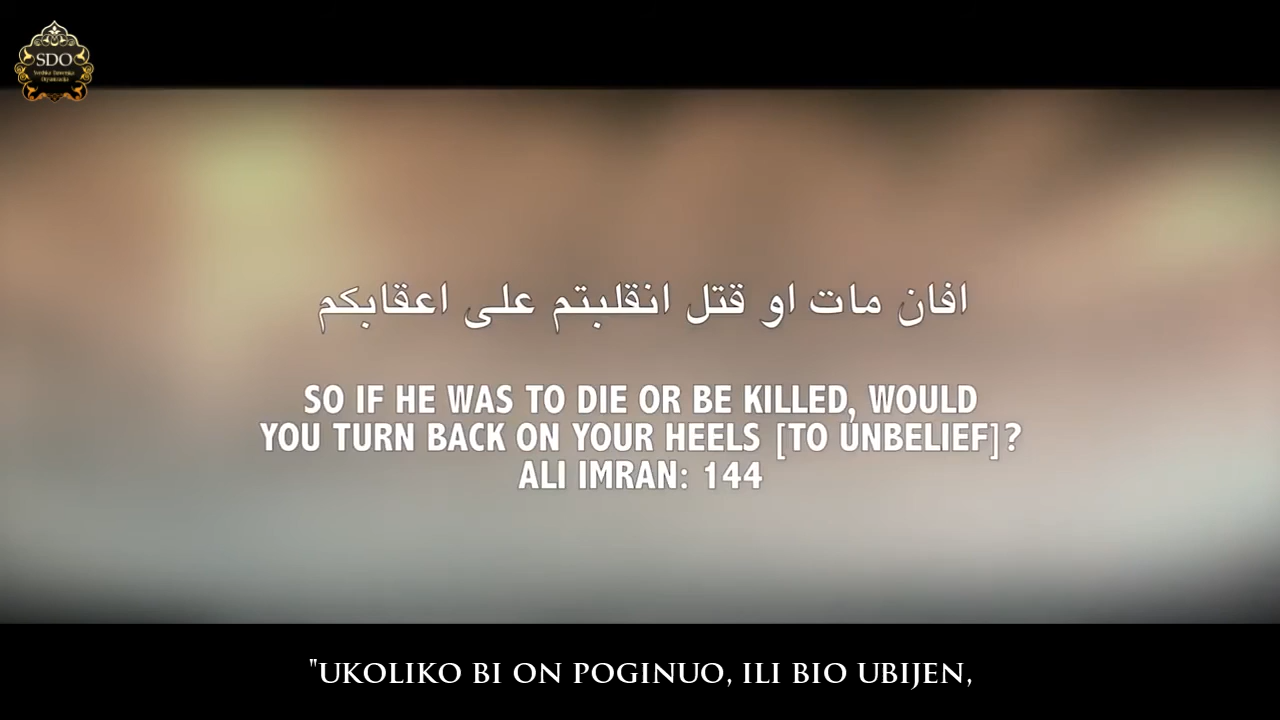 SDO
افان مات او قتل انقلبتم على اعقابكم
SO IF HE WAS TO DIE OR BE KILLED, WOULD
YOU TURN BACK ON YOUR HEELS [TO UNBELIEF]?
ALI IMRAN: 144
"UKOLIKO BI ON POGINUO, ILI BIO UBIJEN,